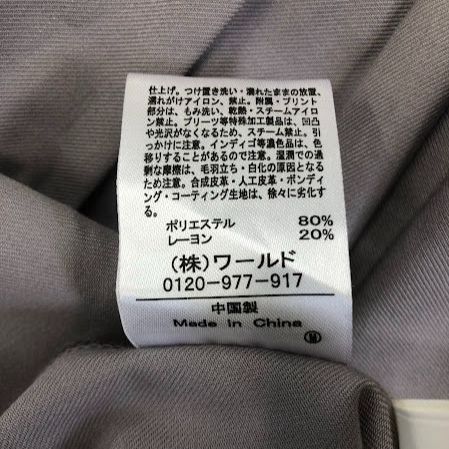 仕上げ。つけ置き洗い・濡れたままの放置、
濡れがけアイロン、禁止。附属・プリント
部分は、もみ洗い、乾熱・スチームアイロ
ン禁止。プリーツ等特殊加工製品は、凹凸
や光沢がなくなるため、スチーム禁止。引
っかけに注意。インディゴ等濃色品は、色
移りすることがあるので注意。湿潤での過
剰な摩擦は、毛羽立ち・白化の原因となる
ため注意。合成皮革・人工皮革・ボンディ
ング・コーティング生地は、徐々に劣化す
る。
ポリエステル 80%
レーヨン 20%
(株)ワールド
0120-977-917
中国製
Made in China
M